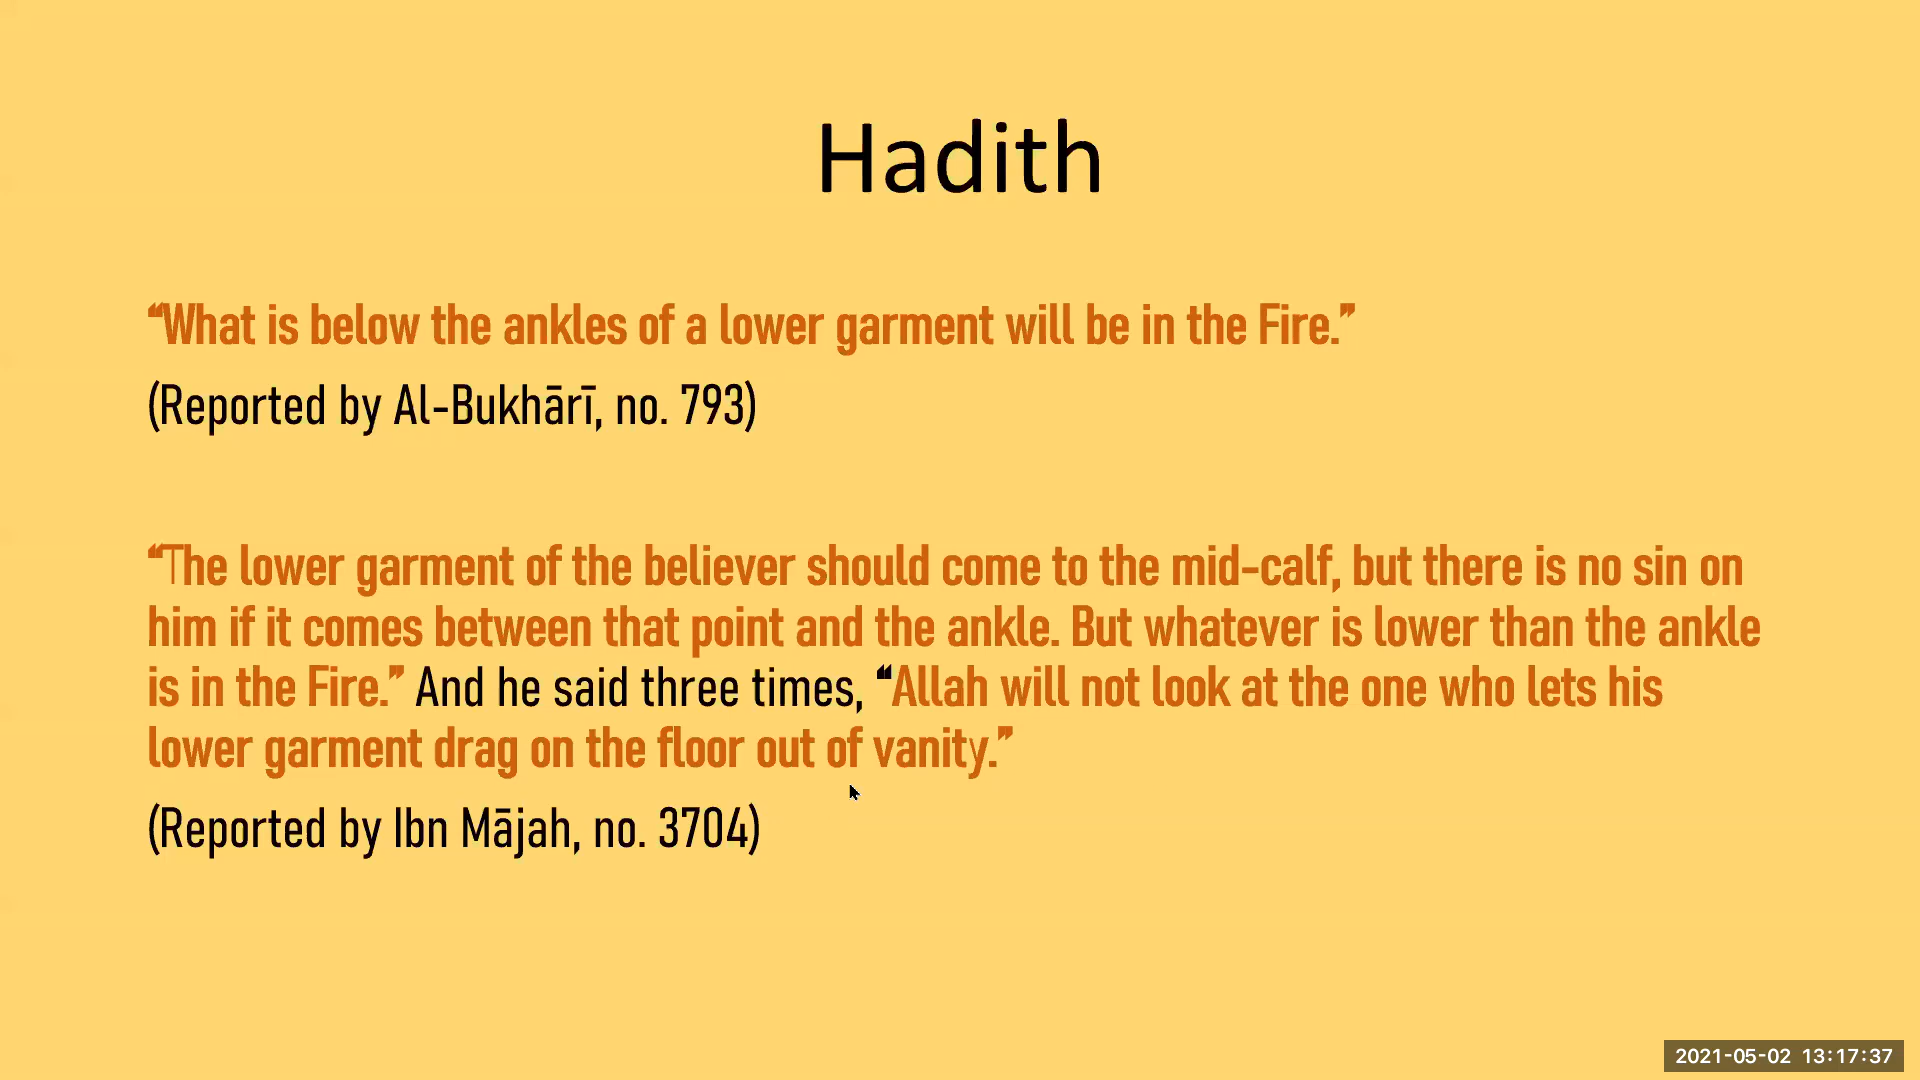 Hadith
“What is below the ankles of a lower garment will be in the Fire.”
(Reported by Al-Bukhārī, no. 793)
“The lower garment of the believer should come to the mid-calf, but there is no sin on
him if it comes between that point and the ankle. But whatever is lower than the ankle
is in the Fire.” And he said three times, “Allah will not look at the one who lets his
lower garment drag on the floor out of vanity.”
(Reported by Ibn Mājah, no. 3704)
2021-05-02 13:17:37